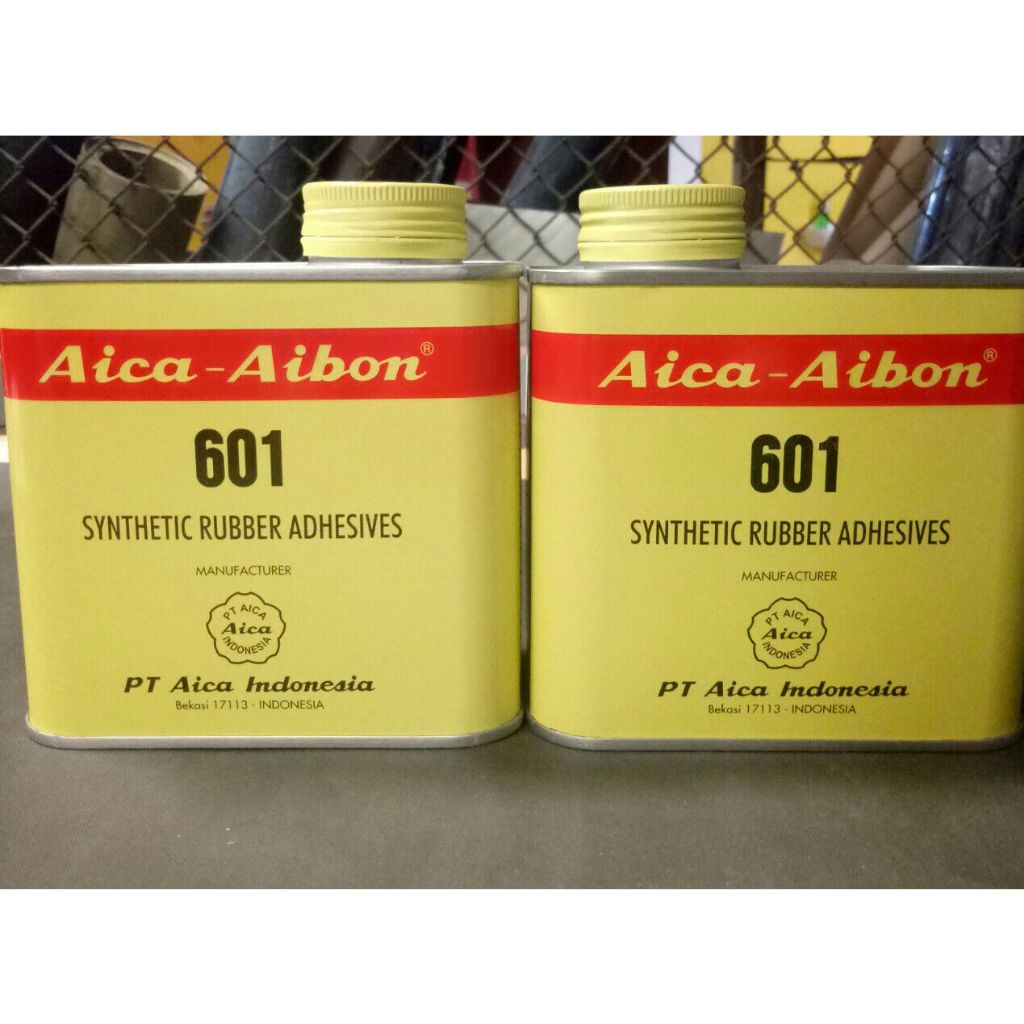 Aica-Aibon®
601
SYNTHETIC RUBBER ADHESIVES
MANUFACTURER
PT AICA
Aica
INDONESIA
PT Aica Indonesia
Bekasi 17113 - INDONESIA
Aica-Aibon®
601
SYNTHETIC RUBBER ADHESIVES
MANUFACTURER
PT AICA
Aica
INDONESIA
PT Aica Indonesia
Bekasi 17113 - INDONESIA